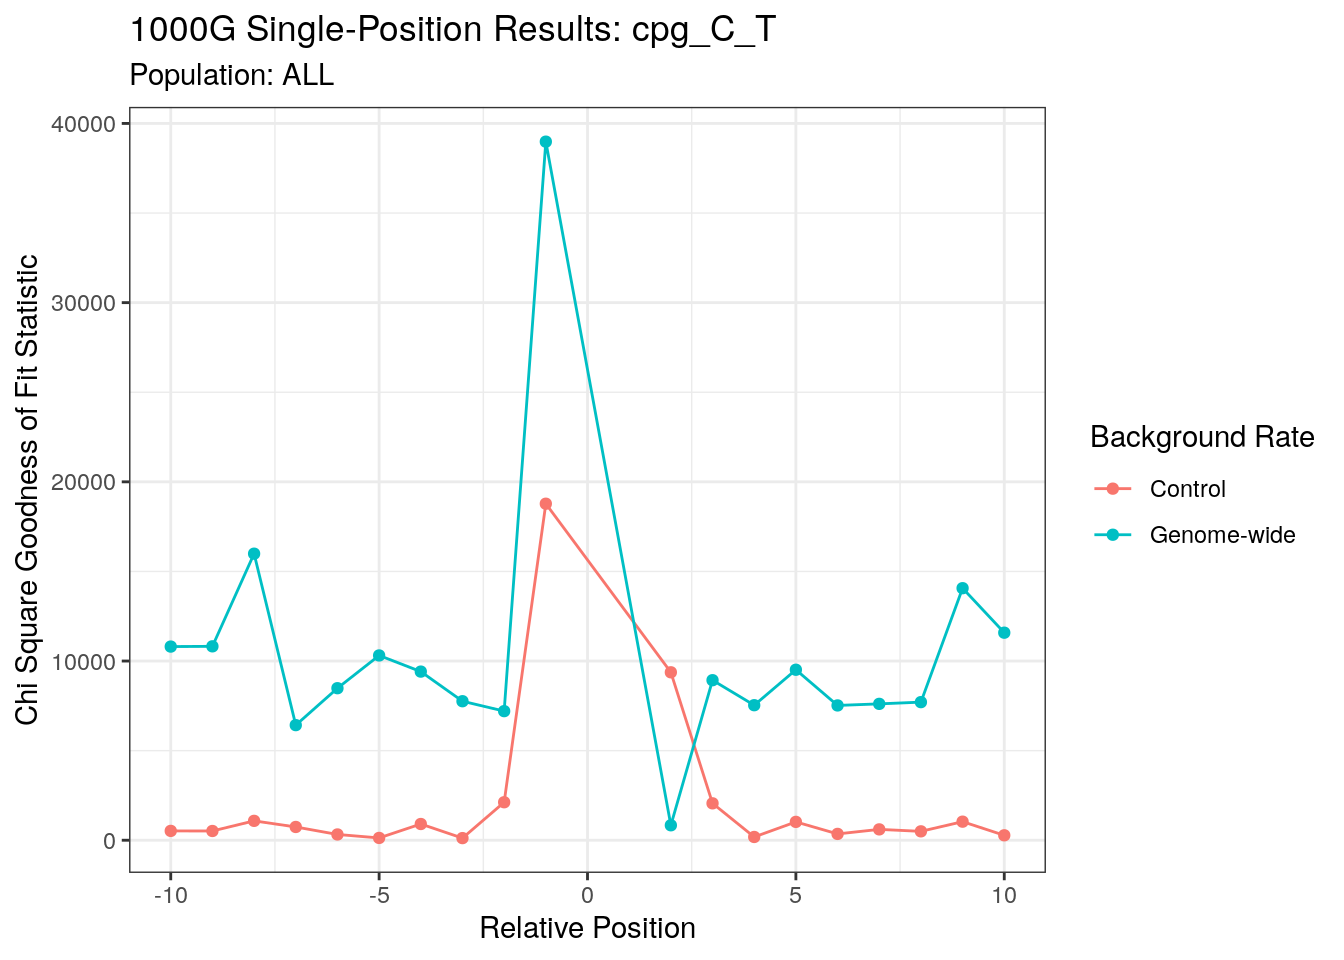 1000G Single-Position Results: cpg_C_T
Population: ALL
Chi Square Goodness of Fit Statistic
40000
30000
20000
10000
0
-10
-5
0
5
10
Relative Position
Background Rate
Control
Genome-wide